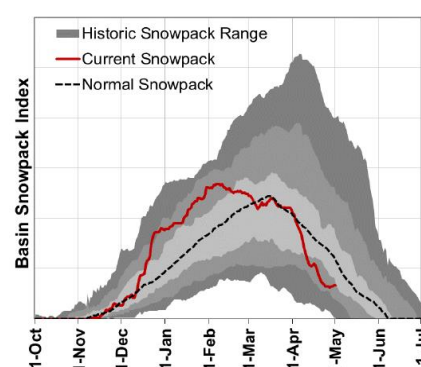 Historic Snowpack Range
Current Snowpack
Normal Snowpack
Basin Snowpack Index
1-Oct
1-Nov
1-Dec
1-Jan
1-Feb
1-Mar
1-Apr
1-May
1-Jun